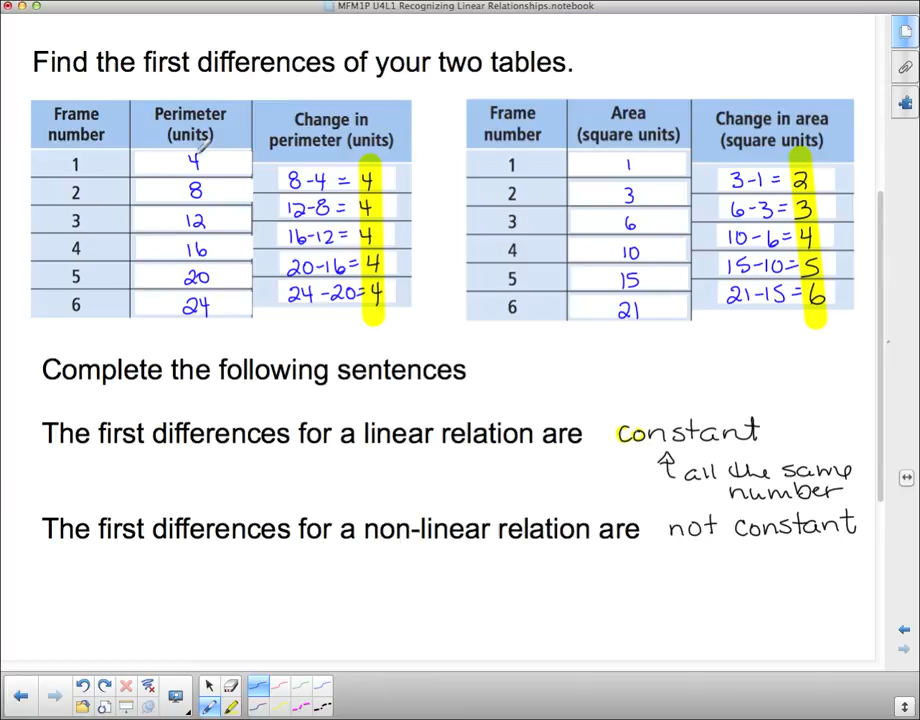 MFM1P U4L1 Recognizing Linear Relationships.notebook
Find the first differences of your two tables.
Frame number
Perimeter (units)
Change in perimeter (units)
1 4
8-4 = 4
2 8
12-8 = 4
3 12
16-12 = 4
4 16
20-16 = 4
5 20
24-20 = 4
6 24
Frame number
Area (square units)
Change in area (square units)
1 1
3-1 = 2
2 3
6-3 = 3
3 6
10-6 = 4
4 10
15-10 = 5
5 15
21-15 = 6
6 21
Complete the following sentences
The first differences for a linear relation are constant
↑ all the same
number
The first differences for a non-linear relation are not constant